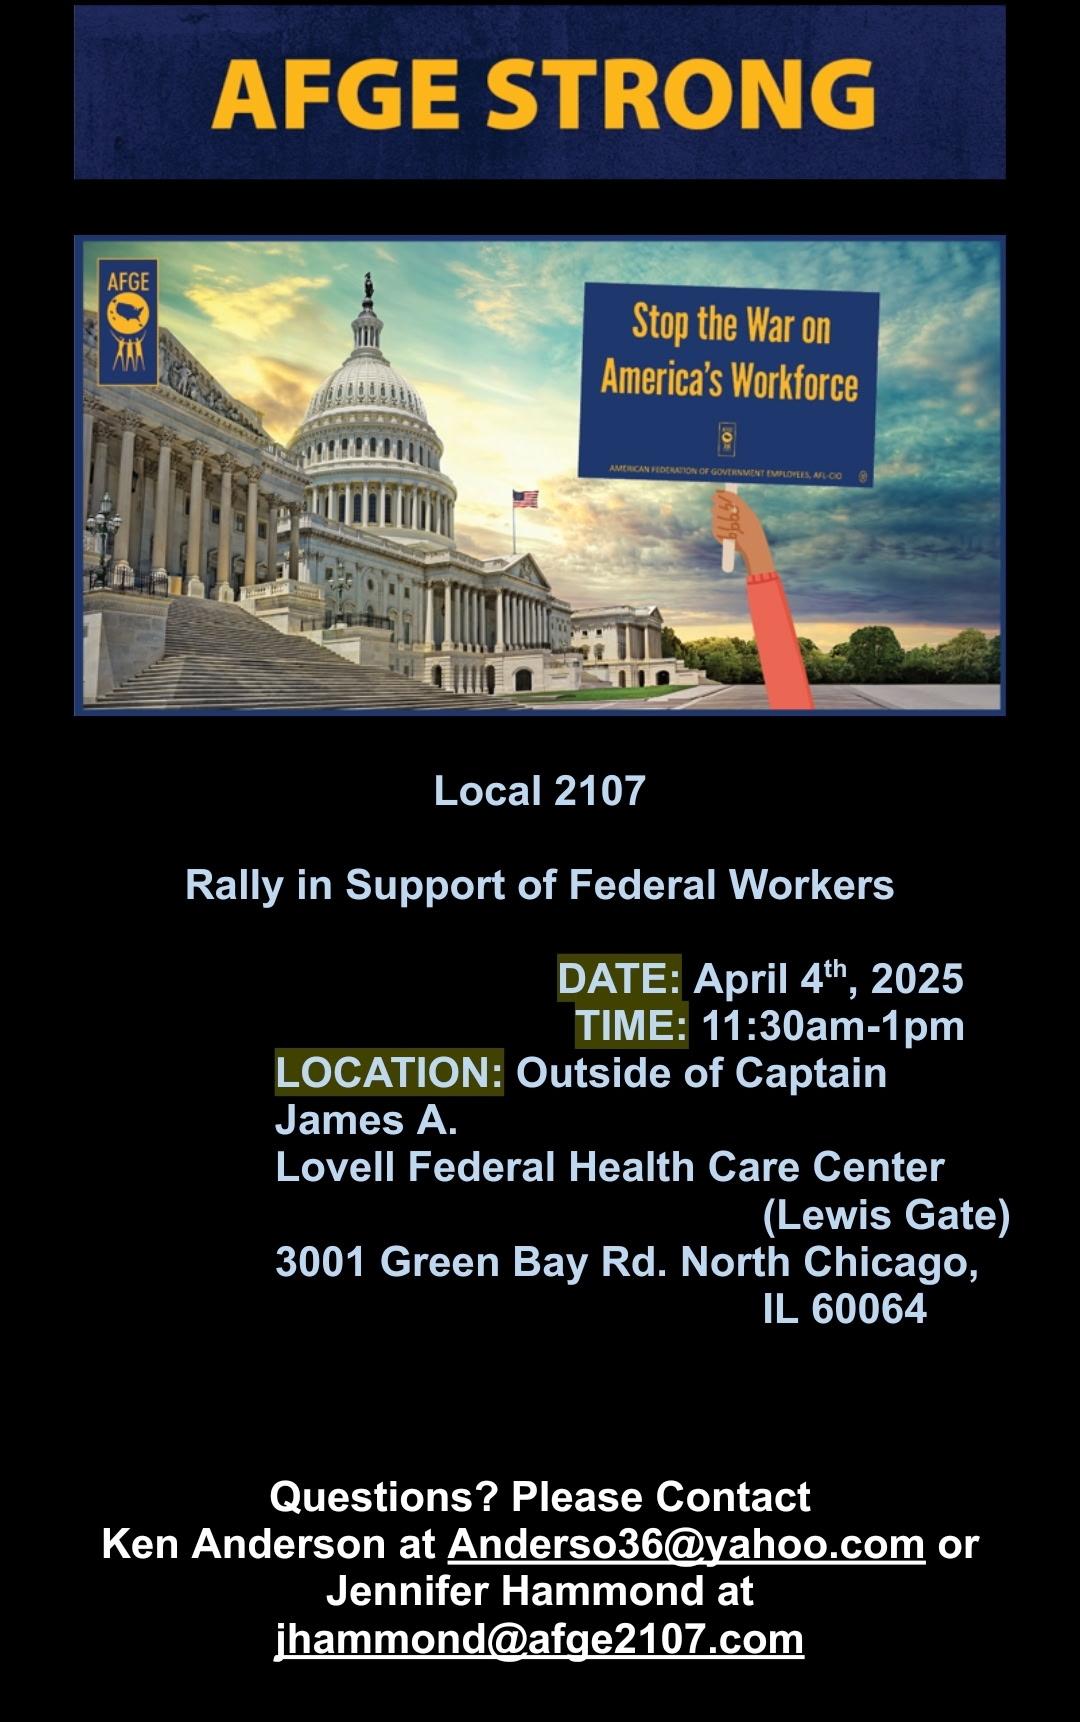 AFGE STRONG
AFGE
Stop the War on
America's Workforce
AMERICAN FEDERATION OF GOVERNMENT EMPLOYEES, AFL-CIO
Local 2107
Rally in Support of Federal Workers
DATE: April 4th, 2025
TIME: 11:30am-1pm
LOCATION: Outside of Captain
James A.
Lovell Federal Health Care Center
(Lewis Gate)
3001 Green Bay Rd. North Chicago,
IL 60064
Questions? Please Contact
Ken Anderson at Anderso36@yahoo.com or
Jennifer Hammond at
jhammond@afge2107.com